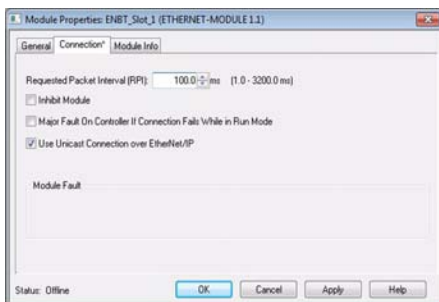 Module Properties: ENBT_Slot_1 (ETHERNET-MODULE 1.1)
General Connection* Module Info
Requested Packet Interval (RPI): 100.0 ms (1.0 - 3200.0 ms)
Inhibit Module
Major Fault On Controller If Connection Fails While in Run Mode
Use Unicast Connection over EtherNet/IP
Module Fault
Status: Offline OK Cancel Apply Help